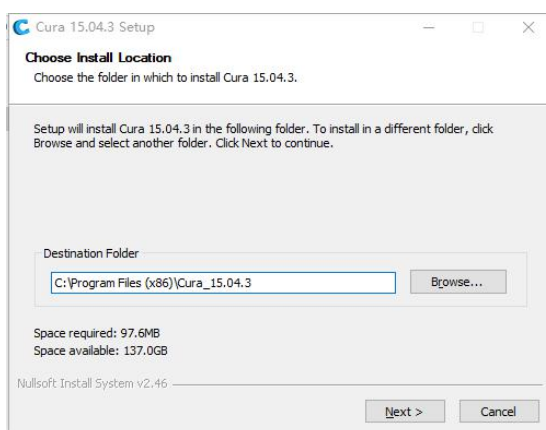 Cura 15.04.3 Setup
Choose Install Location
Choose the folder in which to install Cura 15.04.3.
Setup will install Cura 15.04.3 in the following folder. To install in a different folder, click
Browse and select another folder. Click Next to continue.
Destination Folder
C:\Program Files (x86)\Cura_15.04.3
Browse...
Space required: 97.6MB
Space available: 137.0GB
Nullsoft Install System v2.46
Next >
Cancel